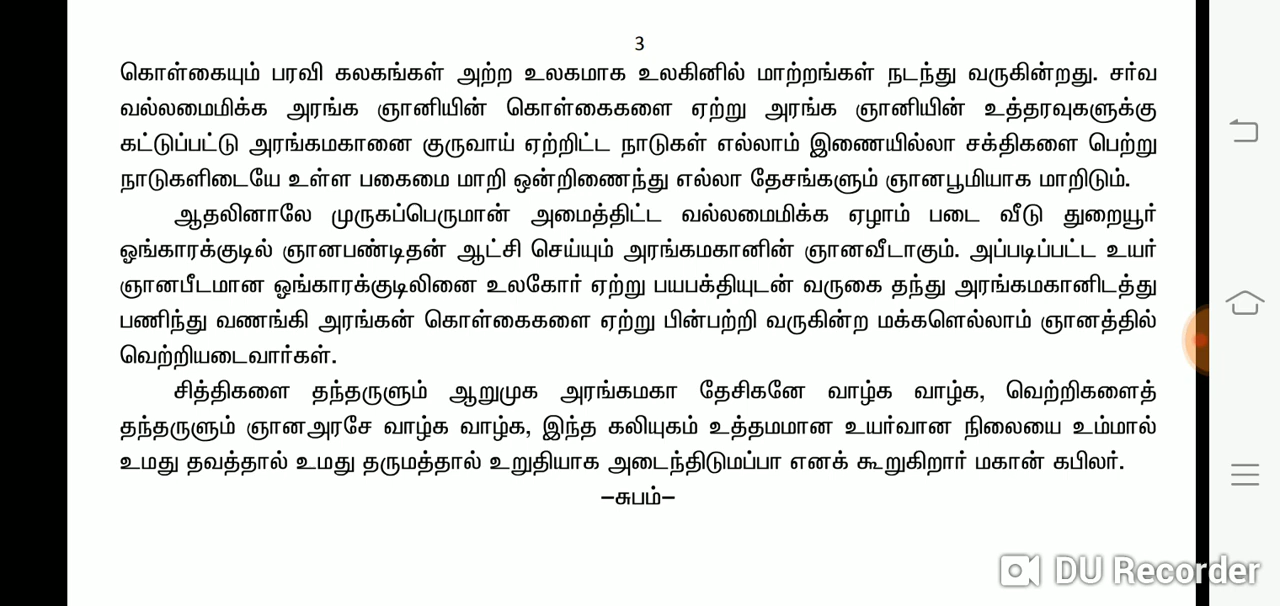 3
கொள்கையும் பரவி கலகங்கள் அற்ற உலகமாக உலகினில் மாற்றங்கள் நடந்து வருகின்றது. சர்வ
வல்லமைமிக்க அரங்க ஞானியின் கொள்கைகளை ஏற்று அரங்க ஞானியின் உத்தரவுகளுக்கு
கட்டுப்பட்டு அரங்கமகானை குருவாய் ஏற்றிட்ட நாடுகள் எல்லாம் இணையில்லா சக்திகளை பெற்று
நாடுகளிடையே உள்ள பகைமை மாறி ஒன்றிணைந்து எல்லா தேசங்களும் ஞானபூமியாக மாறிடும்.
ஆதலினாலே முருகப்பெருமான் அமைத்திட்ட வல்லமைமிக்க ஏழாம் படை வீடு துறையூர்
ஓங்காரக்குடில் ஞானபண்டிதன் ஆட்சி செய்யும் அரங்கமகானின் ஞானவீடாகும். அப்படிப்பட்ட உயர்
ஞானபீடமான ஓங்காரக்குடிலினை உலகோர் ஏற்று பயபக்தியுடன் வருகை தந்து அரங்கமகானிடத்து
பணிந்து வணங்கி அரங்கன் கொள்கைகளை ஏற்று பின்பற்றி வருகின்ற மக்களெல்லாம் ஞானத்தில்
வெற்றியடைவார்கள்.
சித்திகளை தந்தருளும் ஆறுமுக அரங்கமகா தேசிகனே வாழ்க வாழ்க, வெற்றிகளைத்
தந்தருளும் ஞானஅரசே வாழ்க வாழ்க, இந்த கலியுகம் உத்தமமான உயர்வான நிலையை உம்மால்
உமது தவத்தால் உமது தருமத்தால் உறுதியாக அடைந்திடுமப்பா எனக் கூறுகிறார் மகான் கபிலர்.
–சுபம்–
DU Recorder